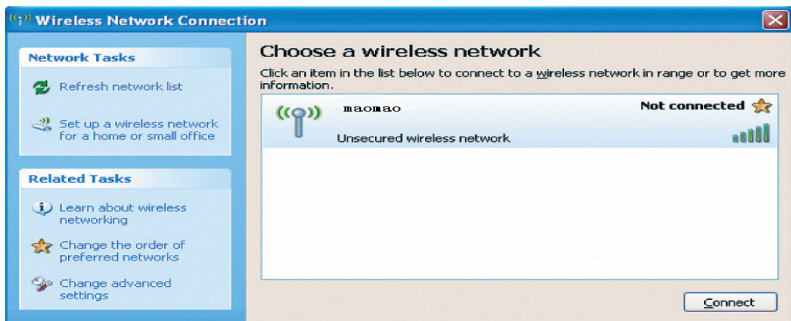 Wireless Network Connection
Network Tasks
Refresh network list
Set up a wireless network
for a home or small office
Related Tasks
Learn about wireless
networking
Change the order of
preferred networks
Change advanced
settings
Choose a wireless network
Click an item in the list below to connect to a wireless network in range or to get more
information.
maomao
Not connected
Unsecured wireless network
Connect